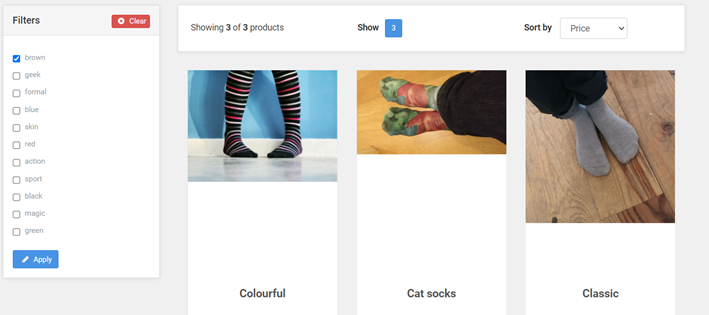 Filters
Clear
brown
geek
formal
blue
skin
red
action
sport
black
magic
green
Apply
Showing 3 of 3 products
Show 3
Sort by Price
Colourful
Cat socks
Classic